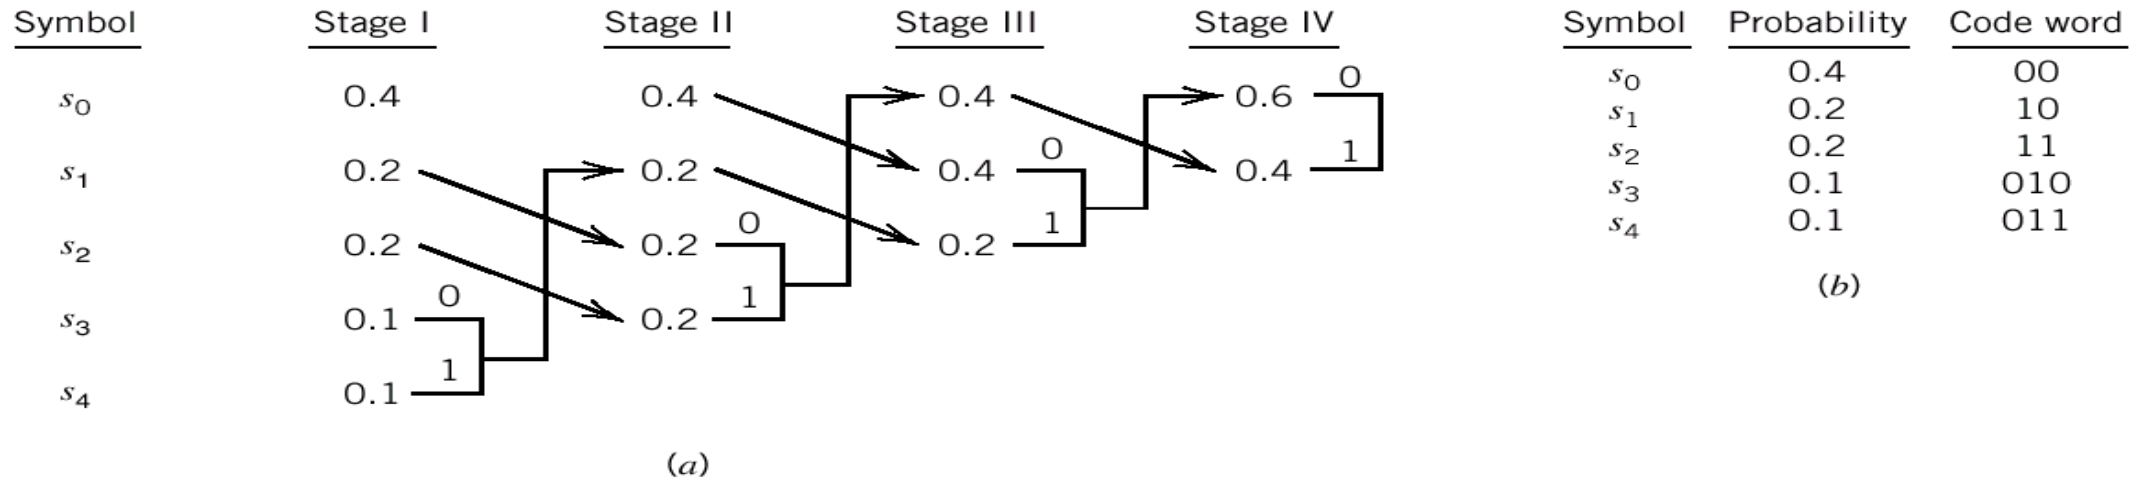 Symbol Stage I Stage II Stage III Stage IV
s0 0.4 0.4 0.4 0.6 0
s1 0.2 0.2 0.4 0 0.4 1
s2 0.2 0.2 0 0.2 1
s3 0.1 0 0.2 1
s4 0.1 1
(a)
Symbol Probability Code word
s0 0.4 00
s1 0.2 10
s2 0.2 11
s3 0.1 010
s4 0.1 011
(b)